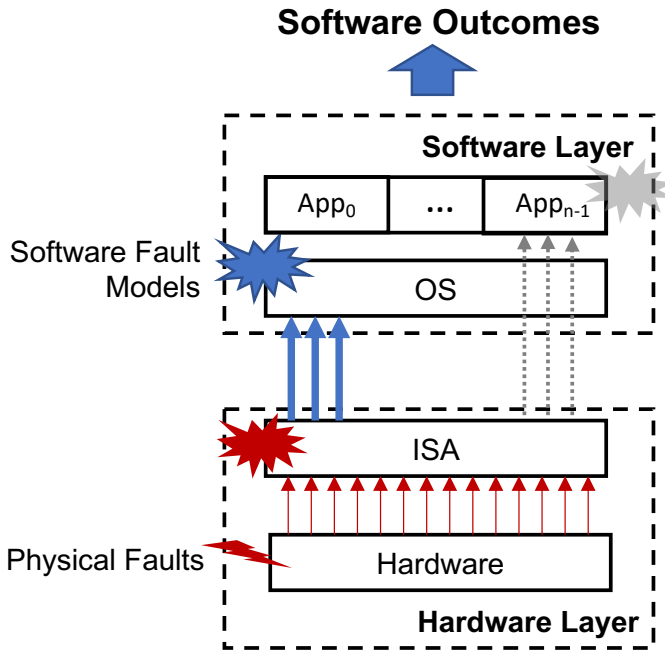 Software Outcomes
Software Layer
App0 ... Appn-1
Software Fault
Models
OS
ISA
Physical Faults
Hardware
Hardware Layer